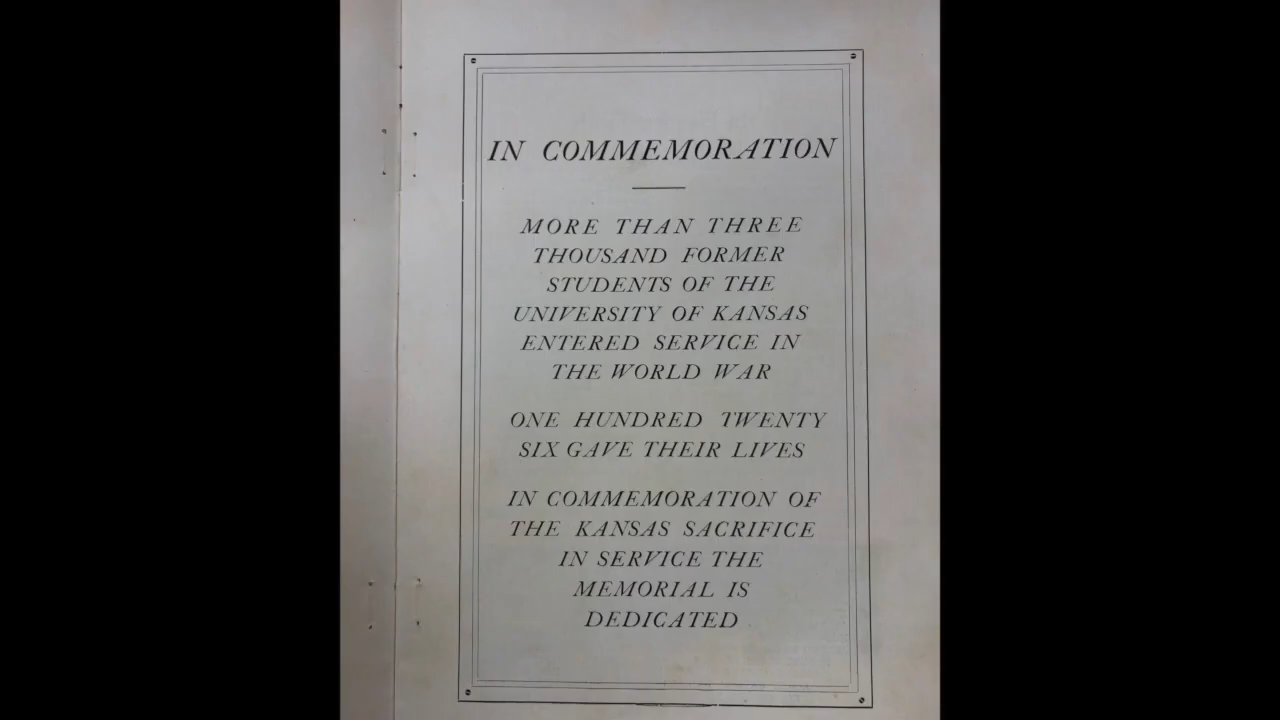 IN COMMEMORATION
MORE THAN THREE
THOUSAND FORMER
STUDENTS OF THE
UNIVERSITY OF KANSAS
ENTERED SERVICE IN
THE WORLD WAR
ONE HUNDRED TWENTY
SIX GAVE THEIR LIVES
IN COMMEMORATION OF
THE KANSAS SACRIFICE
IN SERVICE THE
MEMORIAL IS
DEDICATED